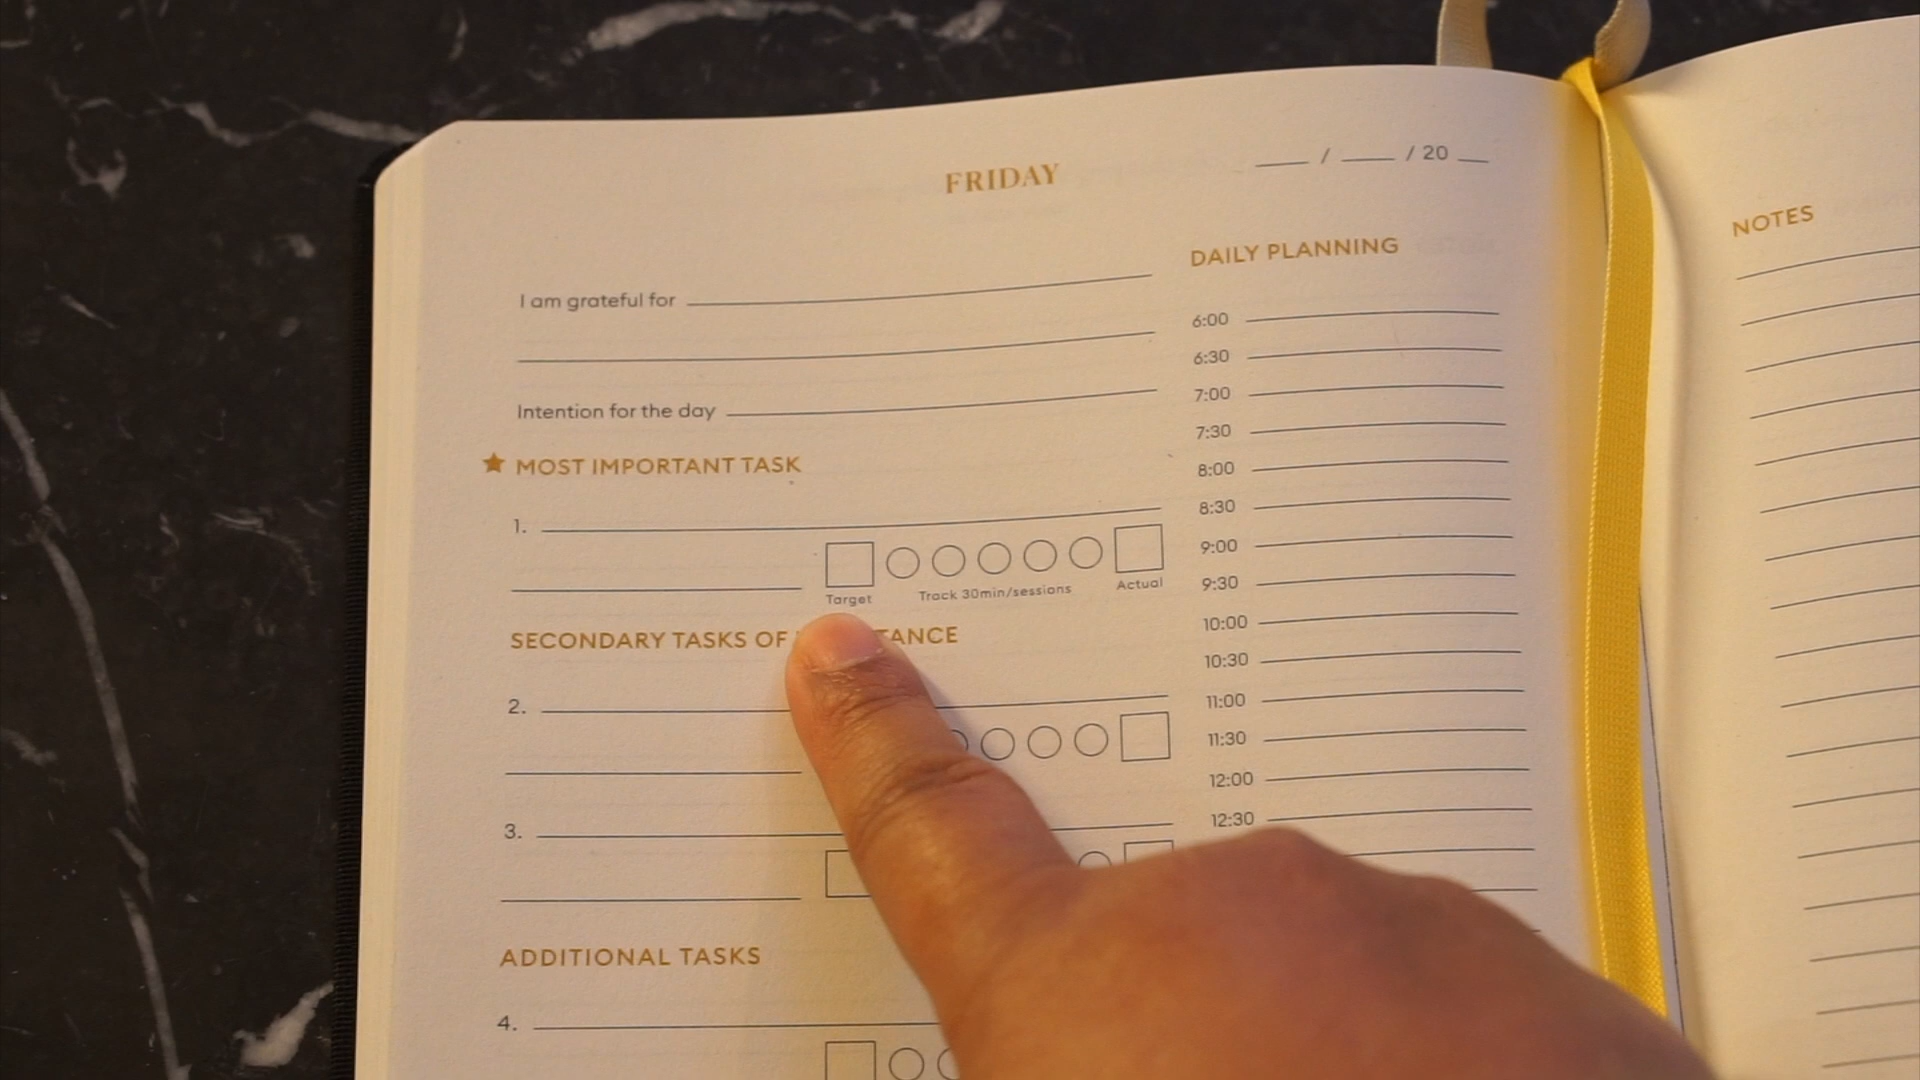 FRIDAY
__ / __ / 20 __
I am grateful for
Intention for the day
★ MOST IMPORTANT TASK
1.
Target
Track 30min/sessions
Actual
SECONDARY TASKS OF
2.
3.
ADDITIONAL TASKS
4.
DAILY PLANNING
6:00
6:30
7:00
7:30
8:00
8:30
9:00
9:30
10:00
10:30
11:00
11:30
12:00
12:30
NOTES